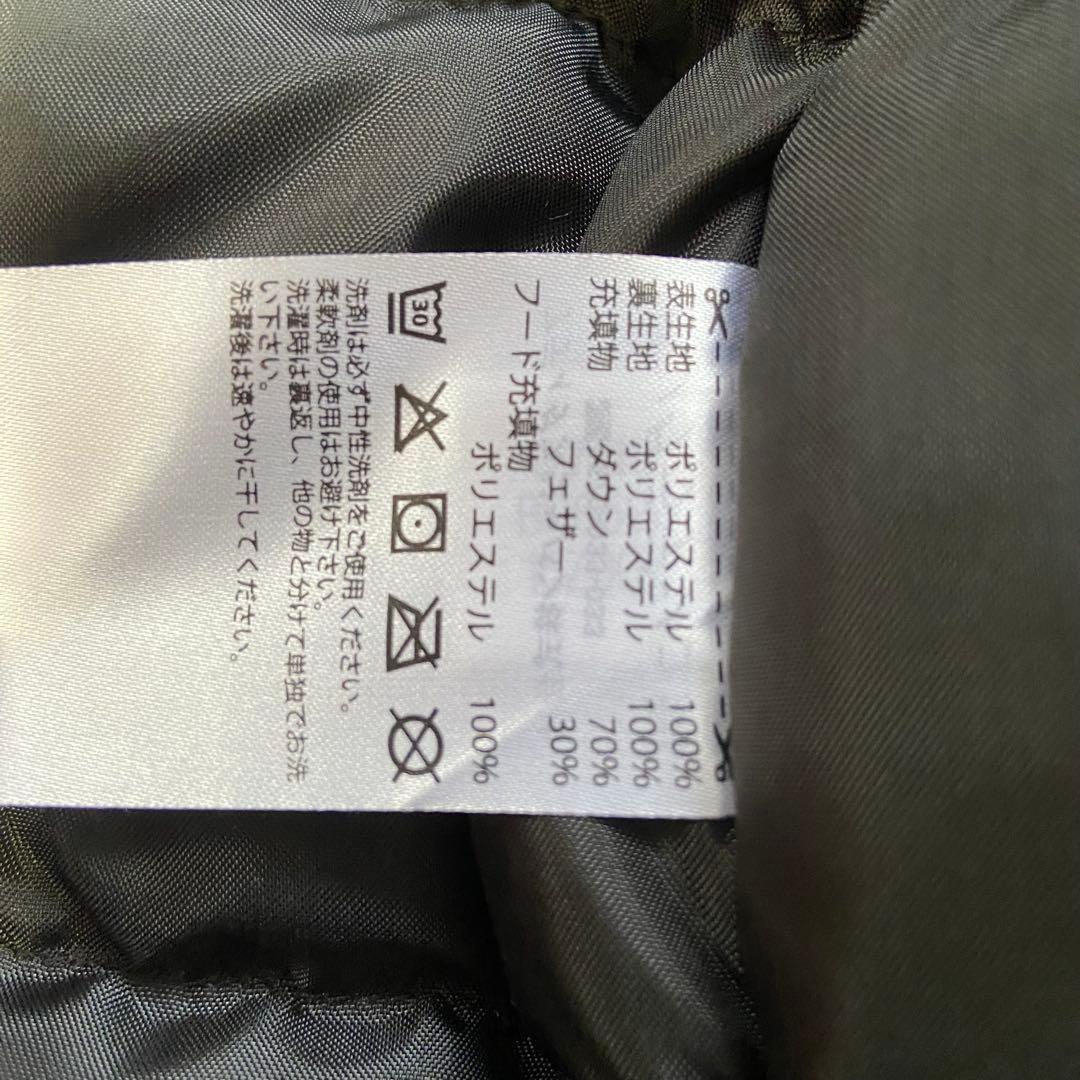 表生地 ポリエステル 100%
裏生地 ポリエステル 100%
充填物 ダウン 70%
フェザー 30%
フード充填物
ポリエステル 100%
30
洗剤は必ず中性洗剤をご使用ください。
柔軟剤の使用はお避け下さい。
洗濯時は裏返し、他の物と分けて単独でお洗
い下さい。
洗濯後は速やかに干してください。